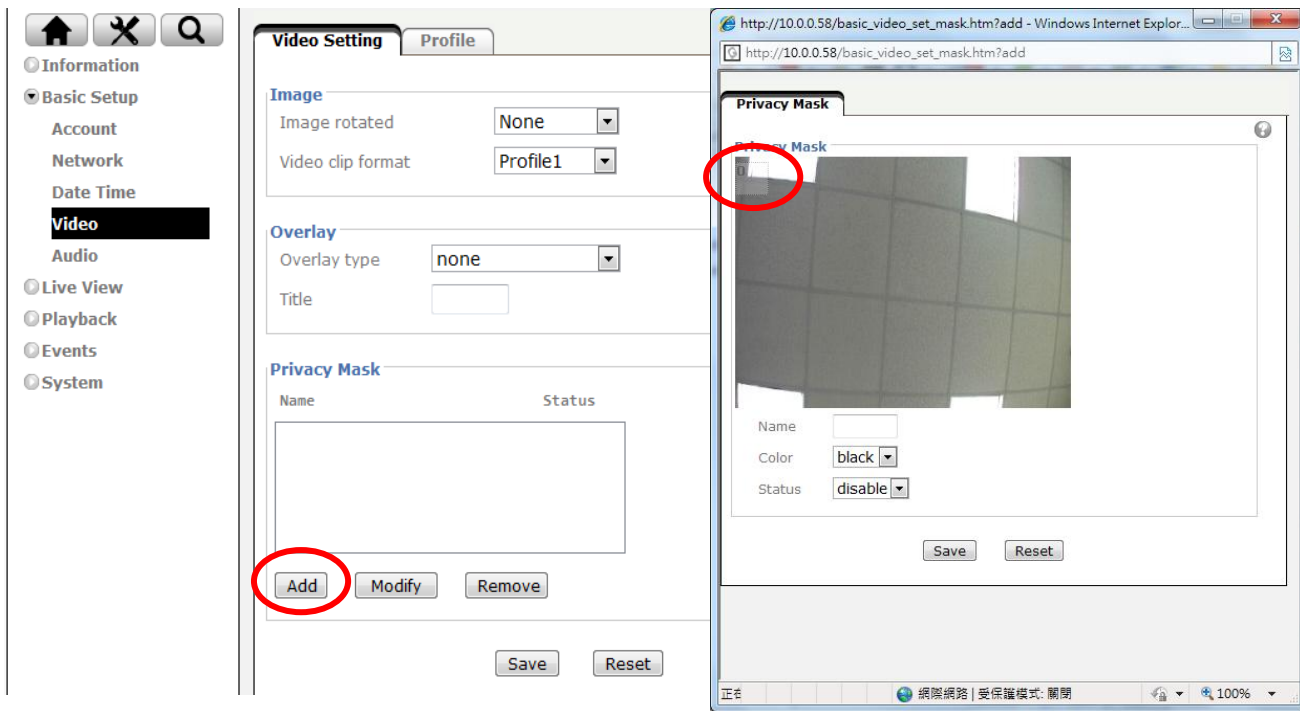 Information
Basic Setup
Account
Network
Date Time
Video
Audio
Live View
Playback
Events
System
Video Setting Profile
Image
Image rotated None
Video clip format Profile1
Overlay
Overlay type none
Title
Privacy Mask
Name Status
Add Modify Remove
Save Reset
http://10.0.0.58/basic_video_set_mask.htm?add - Windows Internet Explor...
http://10.0.0.58/basic_video_set_mask.htm?add
Privacy Mask
Privacy Mask
0
Name
Color black
Status disable
Save Reset
正在 網際網路 | 受保護模式: 關閉 100%